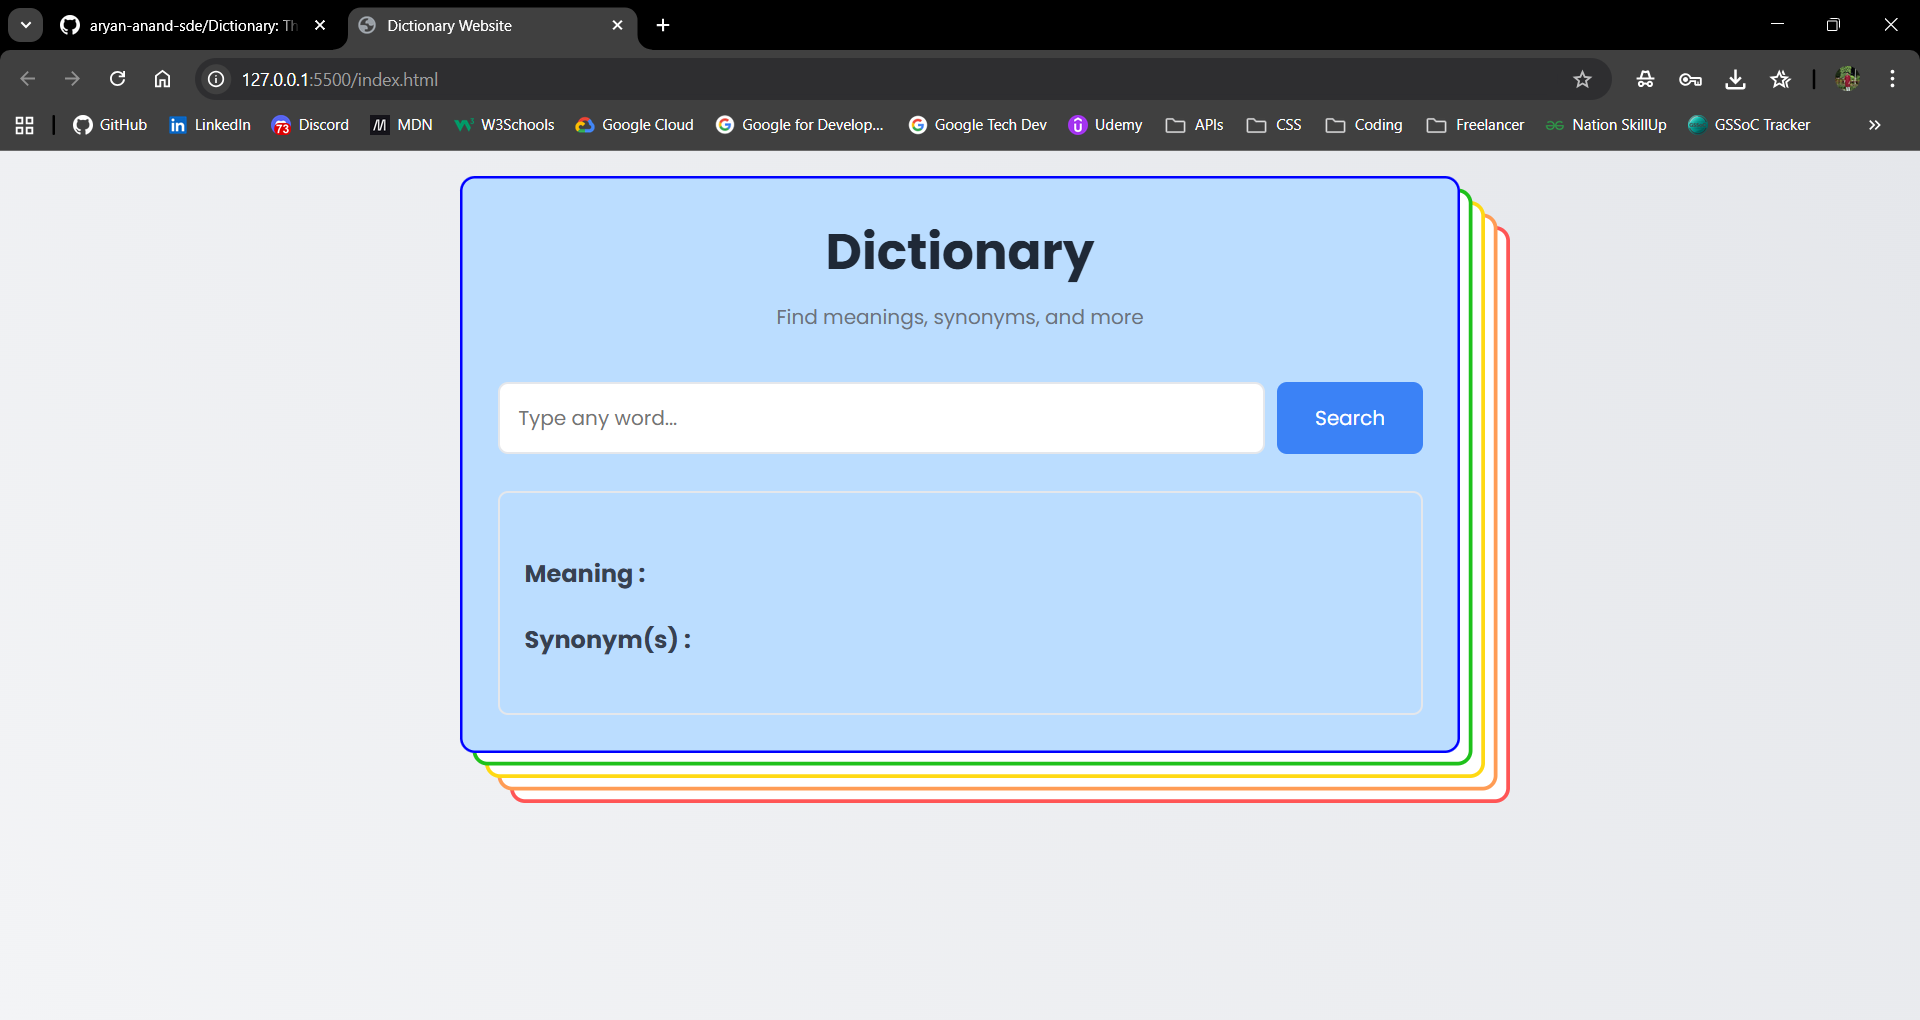 aryan-anand-sde/Dictionary: Th
Dictionary Website
127.0.0.1:5500/index.html
GitHub
in LinkedIn
73 Discord
M MDN
W3Schools
Google Cloud
G Google for Develop...
G Google Tech Dev
Udemy
APIs
CSS
Coding
Freelancer
Nation SkillUp
GSSoC Tracker
Dictionary
Find meanings, synonyms, and more
Type any word...
Search
Meaning :
Synonym(s) :